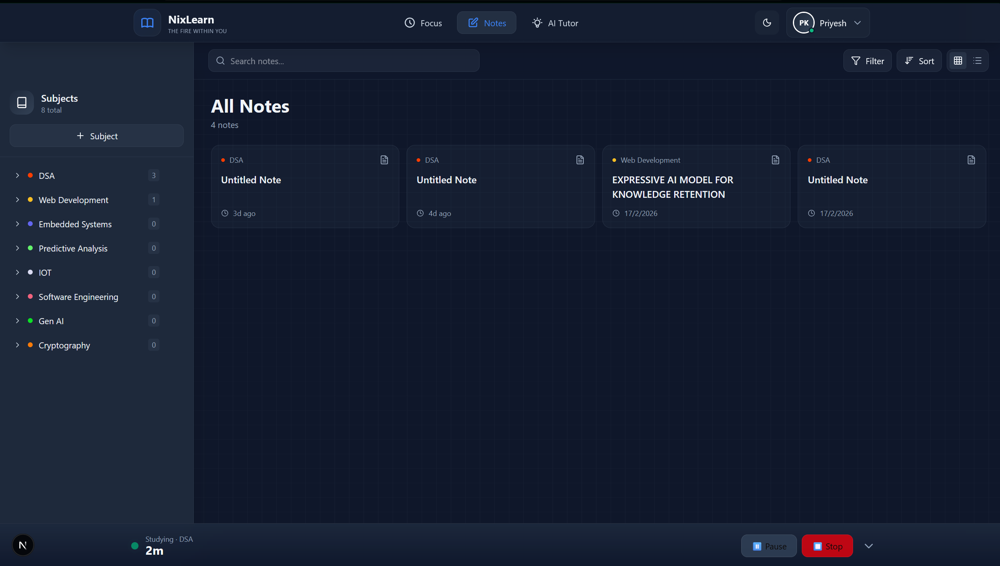 NixLearn
THE FIRE WITHIN YOU
Focus
Notes
AI Tutor
PK
Priyesh
Search notes...
Filter
Sort
Subjects
8 total
+ Subject
DSA 3
Web Development 1
Embedded Systems 0
Predictive Analysis 0
IOT 0
Software Engineering 0
Gen AI 0
Cryptography 0
All Notes
4 notes
DSA
Untitled Note
3d ago
DSA
Untitled Note
4d ago
Web Development
EXPRESSIVE AI MODEL FOR
KNOWLEDGE RETENTION
17/2/2026
DSA
Untitled Note
17/2/2026
N
Studying · DSA
2m
Pause
Stop